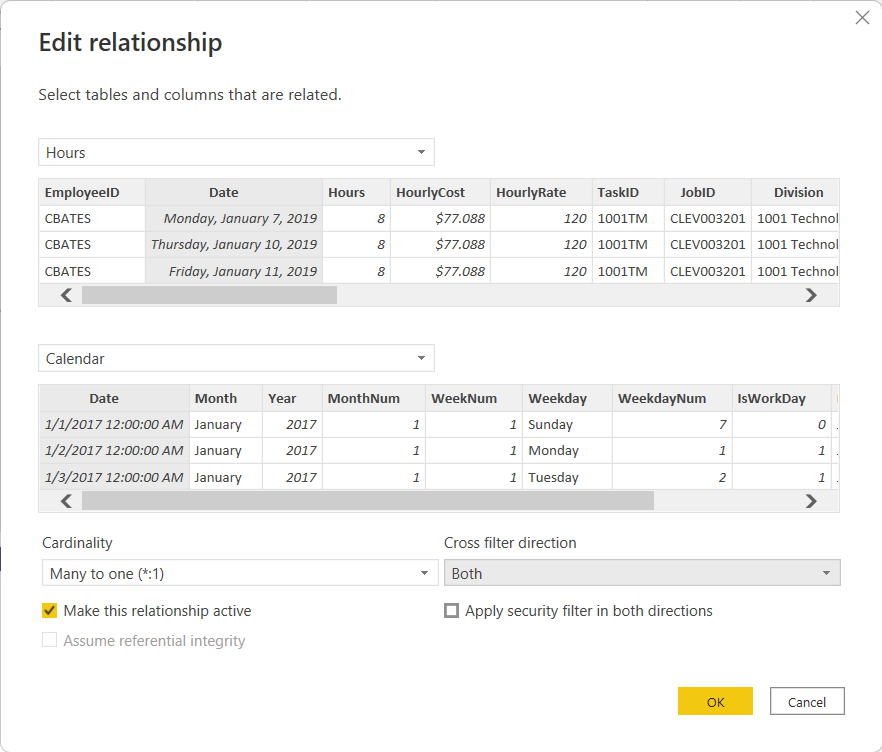 Edit relationship
Select tables and columns that are related.
Hours
EmployeeID Date Hours HourlyCost HourlyRate TaskID JobID Division
CBATES Monday, January 7, 2019 8 $77.088 120 1001TM CLEV003201 1001 Technol
CBATES Thursday, January 10, 2019 8 $77.088 120 1001TM CLEV003201 1001 Technol
CBATES Friday, January 11, 2019 8 $77.088 120 1001TM CLEV003201 1001 Technol
Calendar
Date Month Year MonthNum WeekNum Weekday WeekdayNum IsWorkDay
1/1/2017 12:00:00 AM January 2017 1 1 Sunday 7 0
1/2/2017 12:00:00 AM January 2017 1 1 Monday 1 1
1/3/2017 12:00:00 AM January 2017 1 1 Tuesday 2 1
Cardinality Cross filter direction
Many to one (*:1) Both
Make this relationship active Apply security filter in both directions
Assume referential integrity
OK Cancel